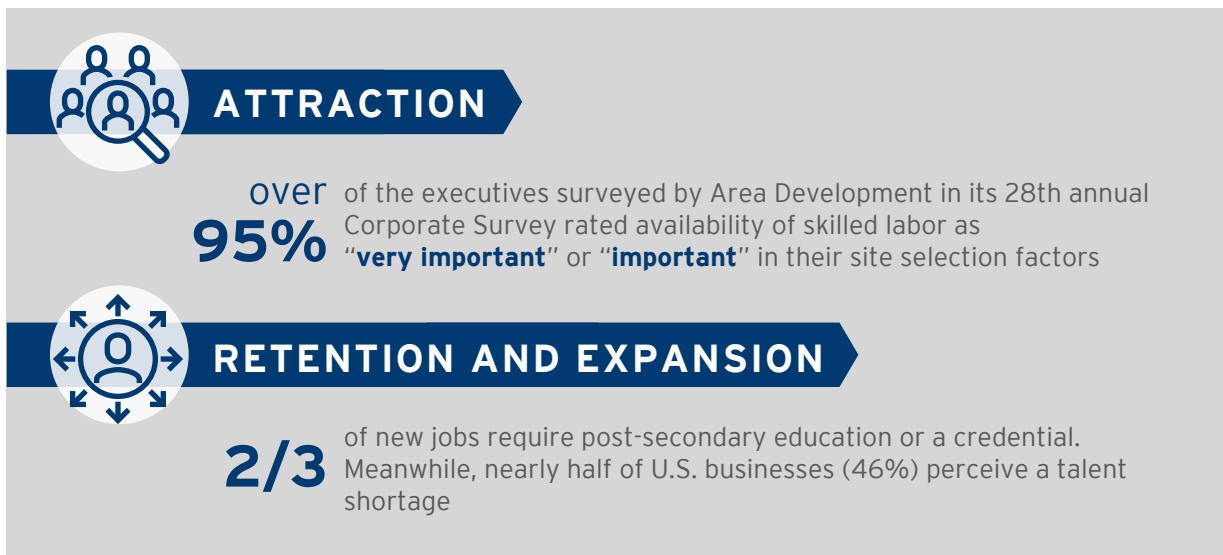 ATTRACTION
over
95%
of the executives surveyed by Area Development in its 28th annual
Corporate Survey rated availability of skilled labor as
“very important” or “important” in their site selection factors
RETENTION AND EXPANSION
2/3
of new jobs require post-secondary education or a credential.
Meanwhile, nearly half of U.S. businesses (46%) perceive a talent
shortage